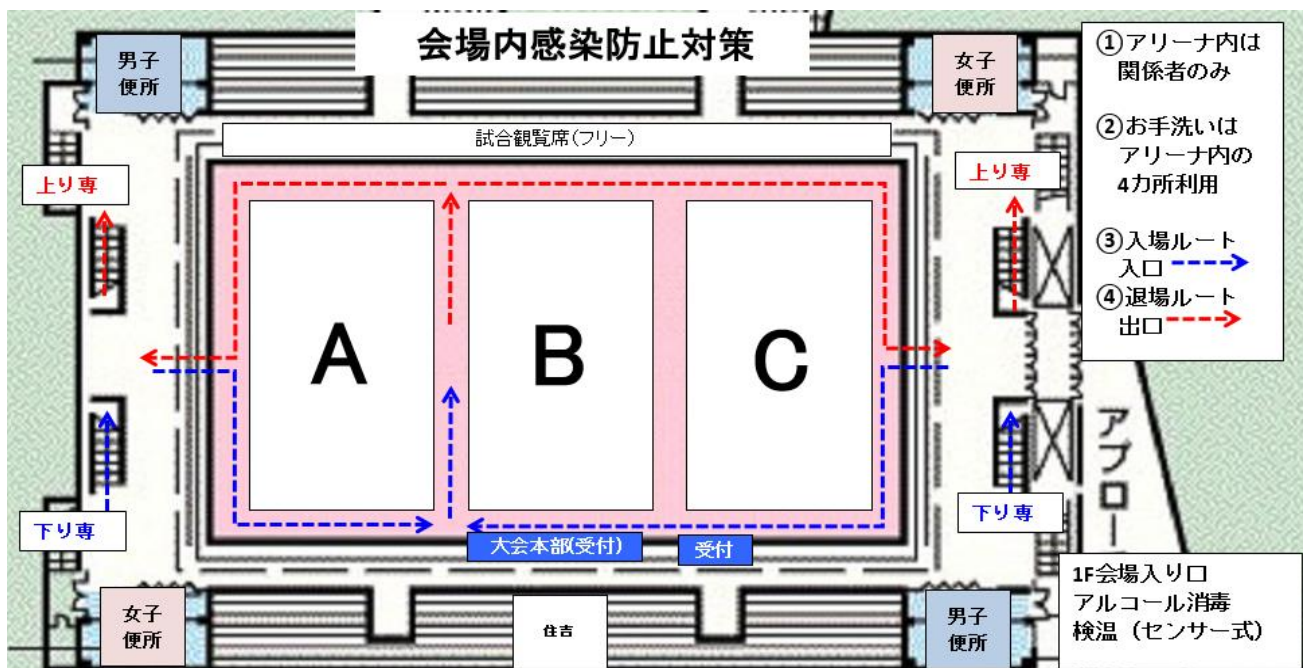 会場内感染防止対策
男子
便所
女子
便所
①アリーナ内は
関係者のみ
②お手洗いは
アリーナ内の
4カ所利用
③入場ルート
入口
④退場ルート
出口
試合観覧席(フリー)
上り専
上り専
A
B
C
アプロー
下り専
下り専
大会本部(受付)
受付
女子
便所
住吉
男子
便所
1F会場入り口
アルコール消毒
検温（センサー式）